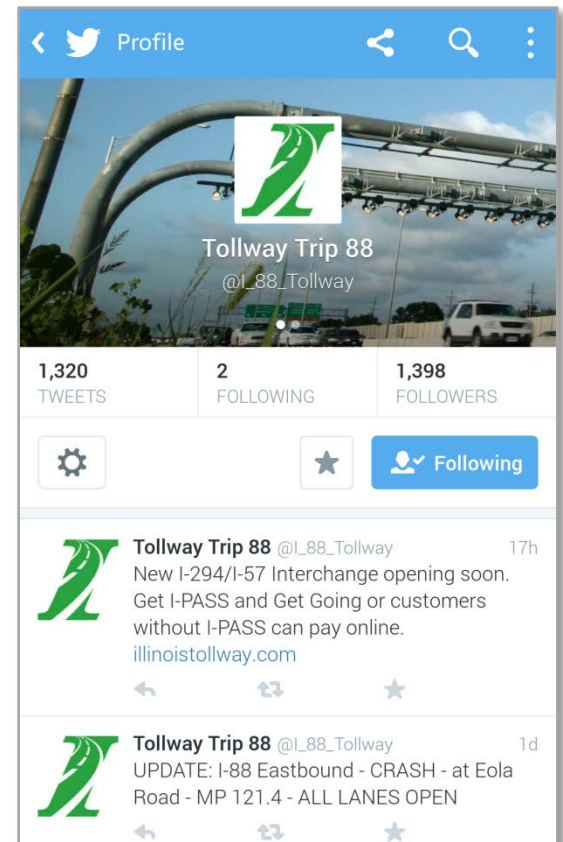 Profile
Tollway Trip 88
@I_88_Tollway
1,320
TWEETS
2
FOLLOWING
1,398
FOLLOWERS
Following
Tollway Trip 88 @I_88_Tollway 17h
New I-294/I-57 Interchange opening soon.
Get I-PASS and Get Going or customers
without I-PASS can pay online.
illinoistollway.com
Tollway Trip 88 @I_88_Tollway 1d
UPDATE: I-88 Eastbound - CRASH - at Eola
Road - MP 121.4 - ALL LANES OPEN